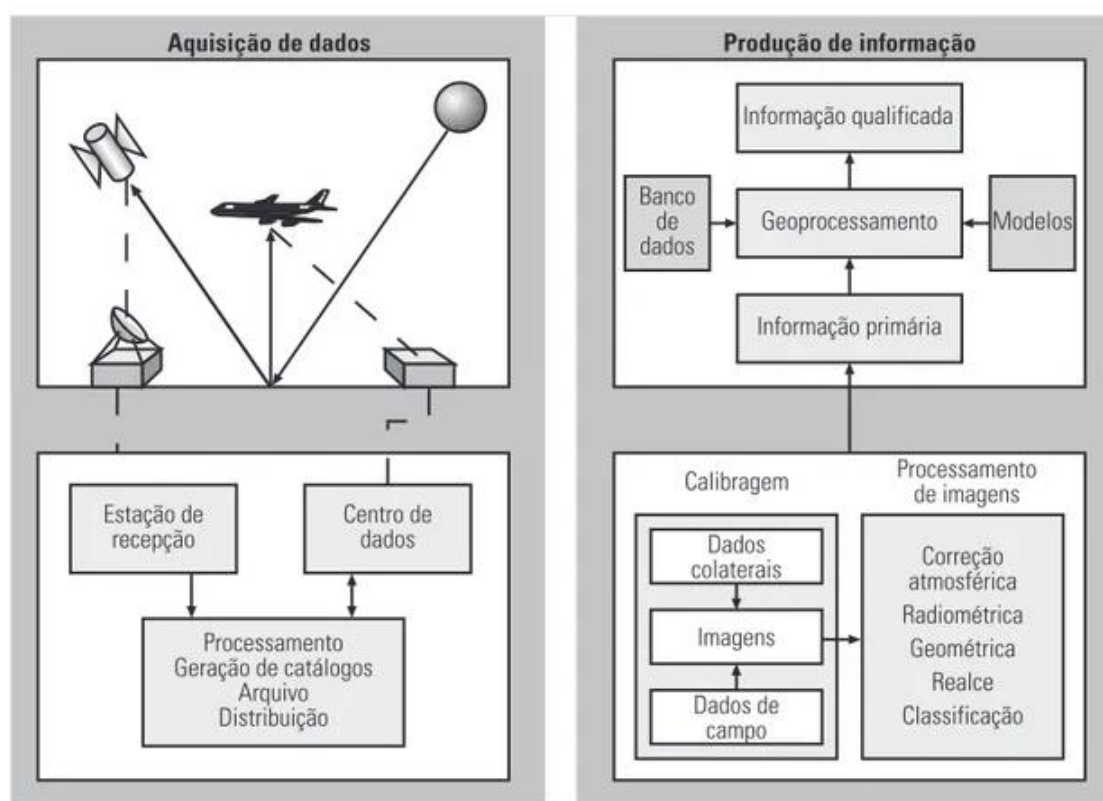 Aquisição de dados
Estação de
recepção
Centro de
dados
Processamento
Geração de catálogos
Arquivo
Distribuição
Produção de informação
Informação qualificada
Banco
de
dados
Geoprocessamento
Modelos
Informação primária
Calibragem
Processamento
de imagens
Dados
colaterais
Imagens
Dados de
campo
Correção
atmosférica
Radiométrica
Geométrica
Realce
Classificação